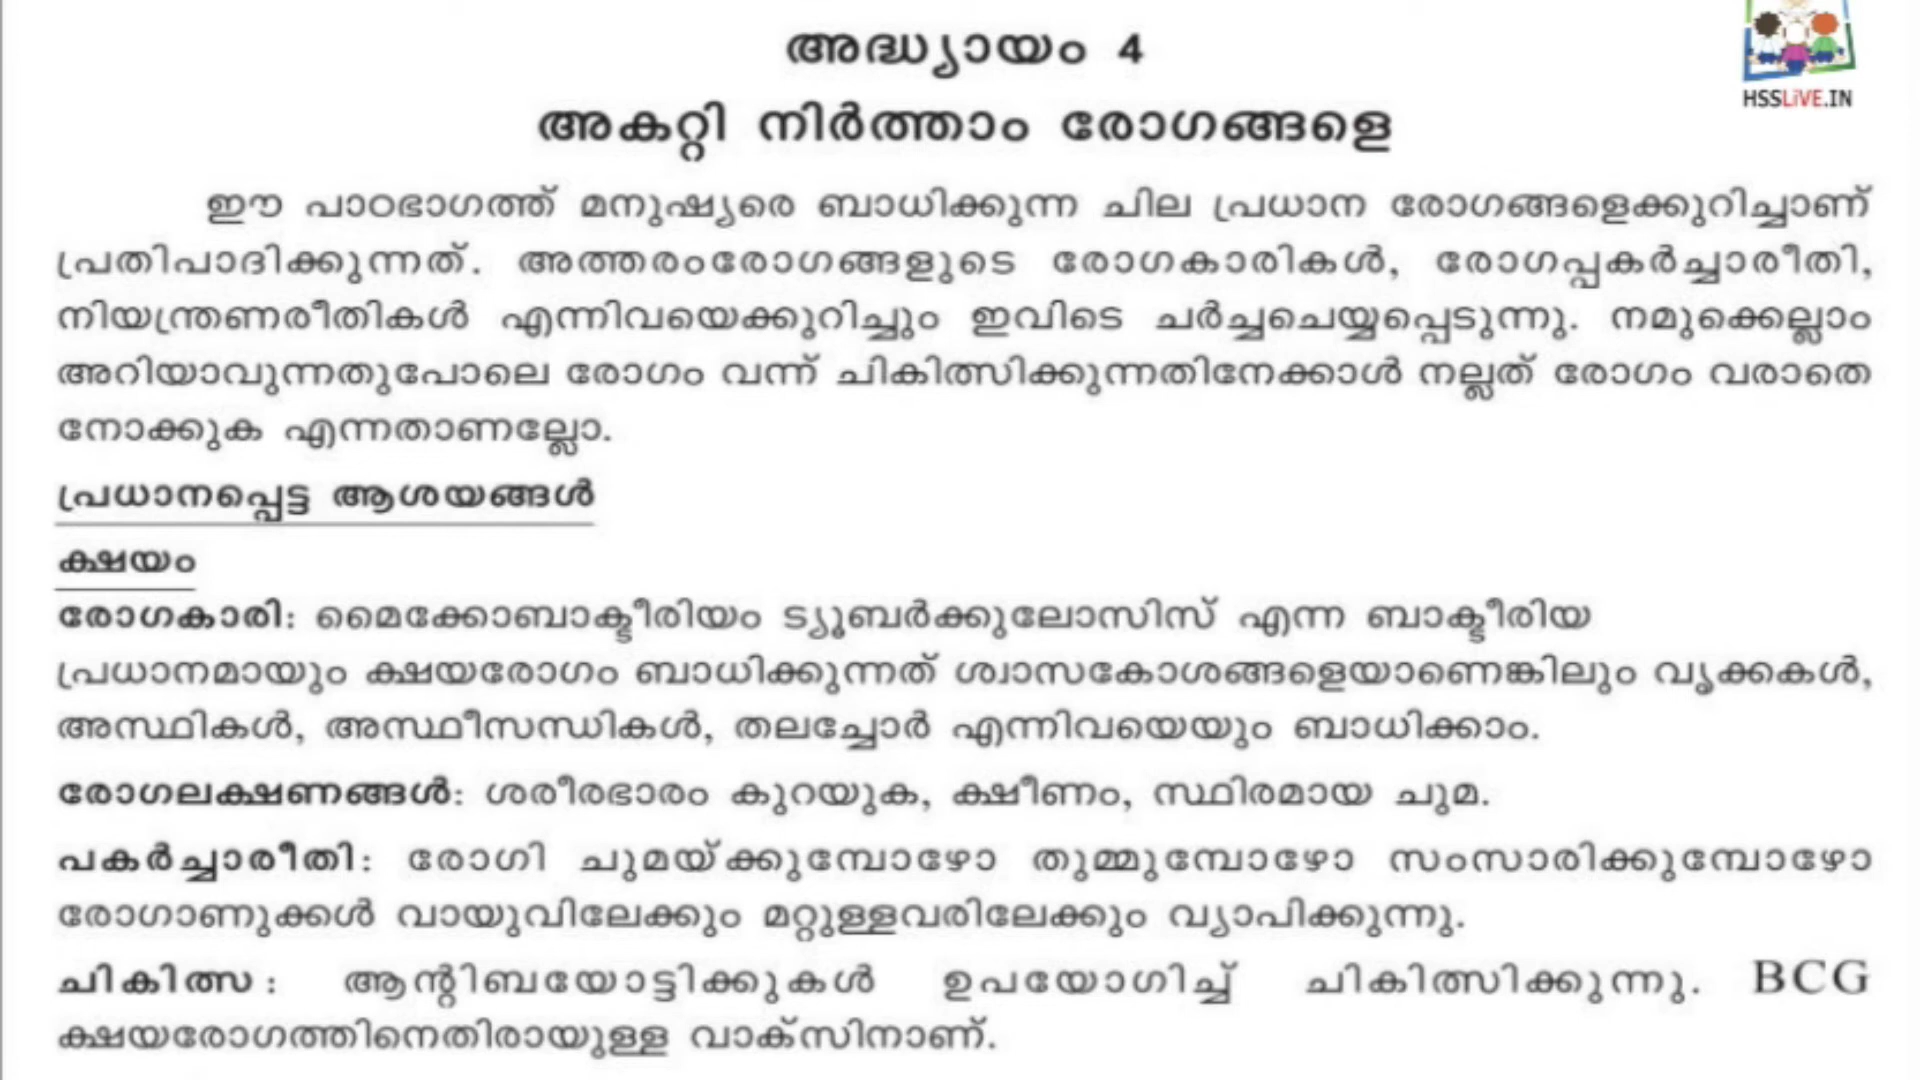 അദ്ധ്യായം 4
HSSLiVE.IN
അകറ്റി നിർത്താം രോഗങ്ങളെ
ഈ പാഠഭാഗത്ത് മനുഷ്യരെ ബാധിക്കുന്ന ചില പ്രധാന രോഗങ്ങളെക്കുറിച്ചാണ്
പ്രതിപാദിക്കുന്നത്. അത്തരംരോഗങ്ങളുടെ രോഗകാരികൾ, രോഗപ്പകർച്ചാരീതി,
നിയന്ത്രണരീതികൾ എന്നിവയെക്കുറിച്ചും ഇവിടെ ചർച്ചചെയ്യപ്പെടുന്നു. നമുക്കെല്ലാം
അറിയാവുന്നതുപോലെ രോഗം വന്ന് ചികിത്സിക്കുന്നതിനേക്കാൾ നല്ലത് രോഗം വരാതെ
നോക്കുക എന്നതാണല്ലോ.
പ്രധാനപ്പെട്ട ആശയങ്ങൾ
ക്ഷയം
രോഗകാരി: മൈക്കോബാക്ടീരിയം ട്യൂബർക്കുലോസിസ് എന്ന ബാക്ടീരിയ
പ്രധാനമായും ക്ഷയരോഗം ബാധിക്കുന്നത് ശ്വാസകോശങ്ങളെയാണെങ്കിലും വൃക്കകൾ,
അസ്ഥികൾ, അസ്ഥീസന്ധികൾ, തലച്ചോർ എന്നിവയെയും ബാധിക്കാം.
രോഗലക്ഷണങ്ങൾ: ശരീരഭാരം കുറയുക, ക്ഷീണം, സ്ഥിരമായ ചുമ.
പകർച്ചാരീതി: രോഗി ചുമയ്ക്കുമ്പോഴോ തുമ്മുമ്പോഴോ സംസാരിക്കുമ്പോഴോ
രോഗാണുക്കൾ വായുവിലേക്കും മറ്റുള്ളവരിലേക്കും വ്യാപിക്കുന്നു.
ചികിത്സ: ആന്റിബയോട്ടിക്കുകൾ ഉപയോഗിച്ച് ചികിത്സിക്കുന്നു. BCG
ക്ഷയരോഗത്തിനെതിരായുള്ള വാക്സിനാണ്.